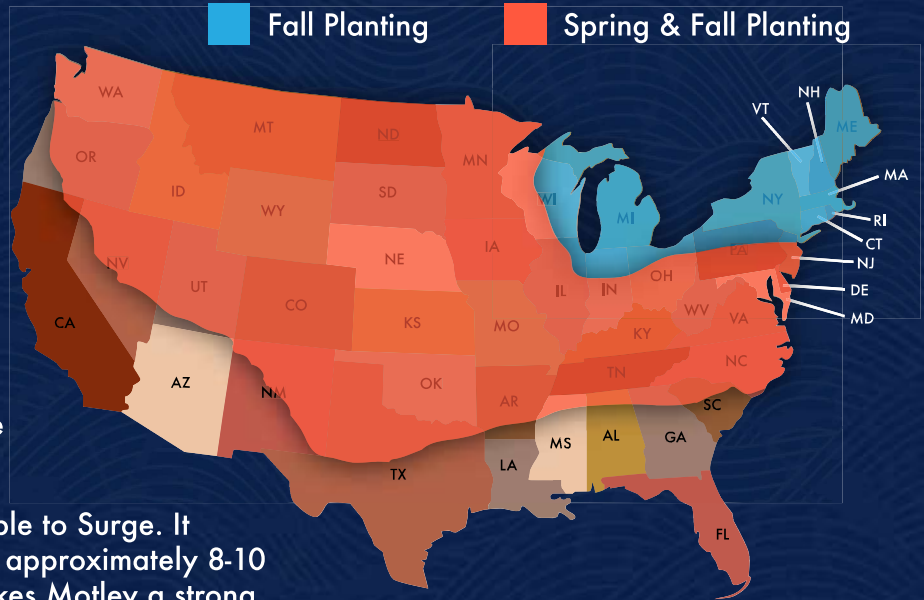 Fall Planting
Spring & Fall Planting
WA
OR
ID
MT
ND
MN
SD
WY
NE
IA
WI
MI
NY
VT
NH
ME
MA
RI
CT
NJ
DE
MD
PA
OH
IN
IL
WV
VA
KY
NC
TN
MO
KS
CO
UT
NV
CA
AZ
NM
OK
AR
TX
LA
MS
AL
GA
SC
FL
e
ble to Surge. It
approximately 8-10
kes Motley a strong